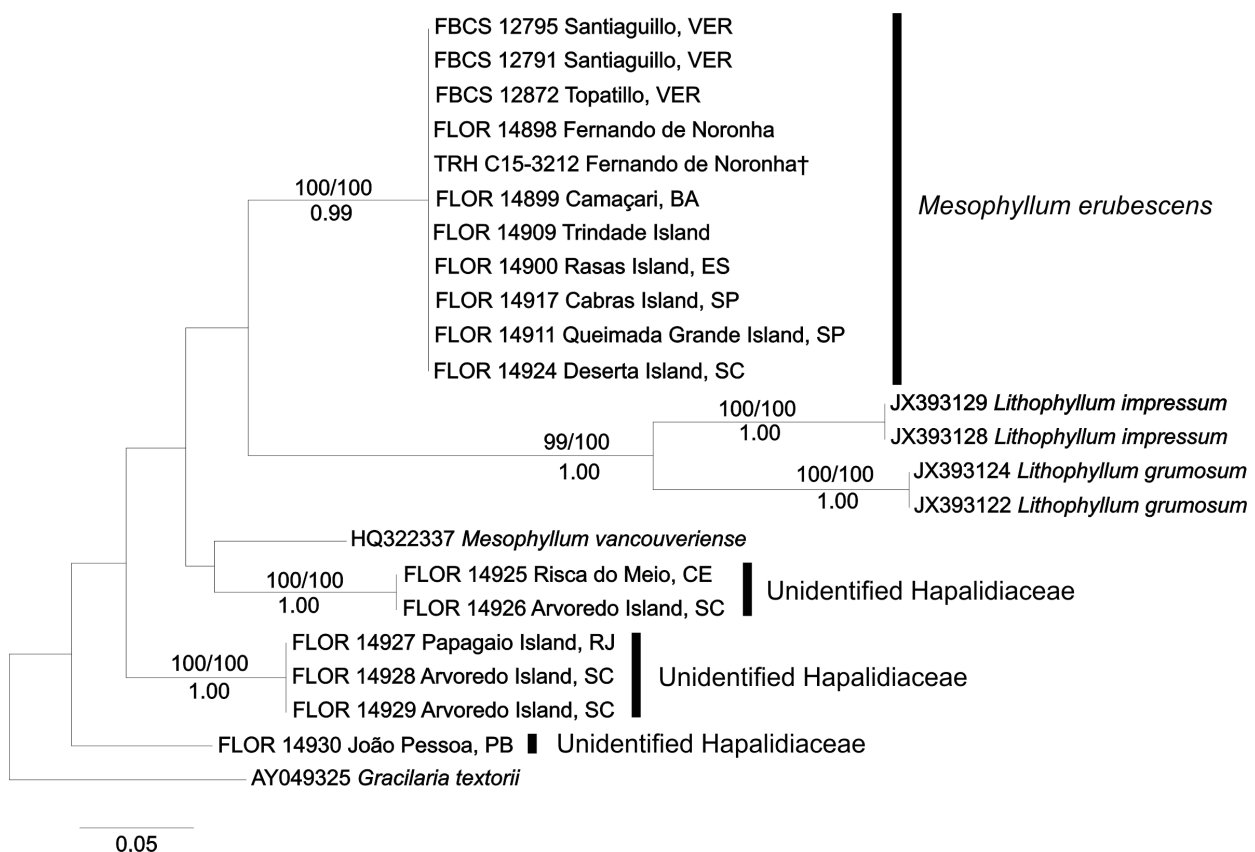 FBCS 12795 Santiaguillo, VER
FBCS 12791 Santiaguillo, VER
FBCS 12872 Topatillo, VER
FLOR 14898 Fernando de Noronha
TRH C15-3212 Fernando de Noronha†
100/100
0.99
FLOR 14899 Camaçari, BA
Mesophyllum erubescens
FLOR 14909 Trindade Island
FLOR 14900 Rasas Island, ES
FLOR 14917 Cabras Island, SP
FLOR 14911 Queimada Grande Island, SP
FLOR 14924 Deserta Island, SC
JX393129 Lithophyllum impressum
100/100
1.00
JX393128 Lithophyllum impressum
99/100
1.00
JX393124 Lithophyllum grumosum
100/100
1.00
JX393122 Lithophyllum grumosum
HQ322337 Mesophyllum vancouveriense
FLOR 14925 Risca do Meio, CE
100/100
1.00
Unidentified Hapalidiaceae
FLOR 14926 Arvoredo Island, SC
FLOR 14927 Papagaio Island, RJ
100/100
1.00
FLOR 14928 Arvoredo Island, SC
Unidentified Hapalidiaceae
FLOR 14929 Arvoredo Island, SC
FLOR 14930 João Pessoa, PB
Unidentified Hapalidiaceae
AY049325 Gracilaria textorii
0.05